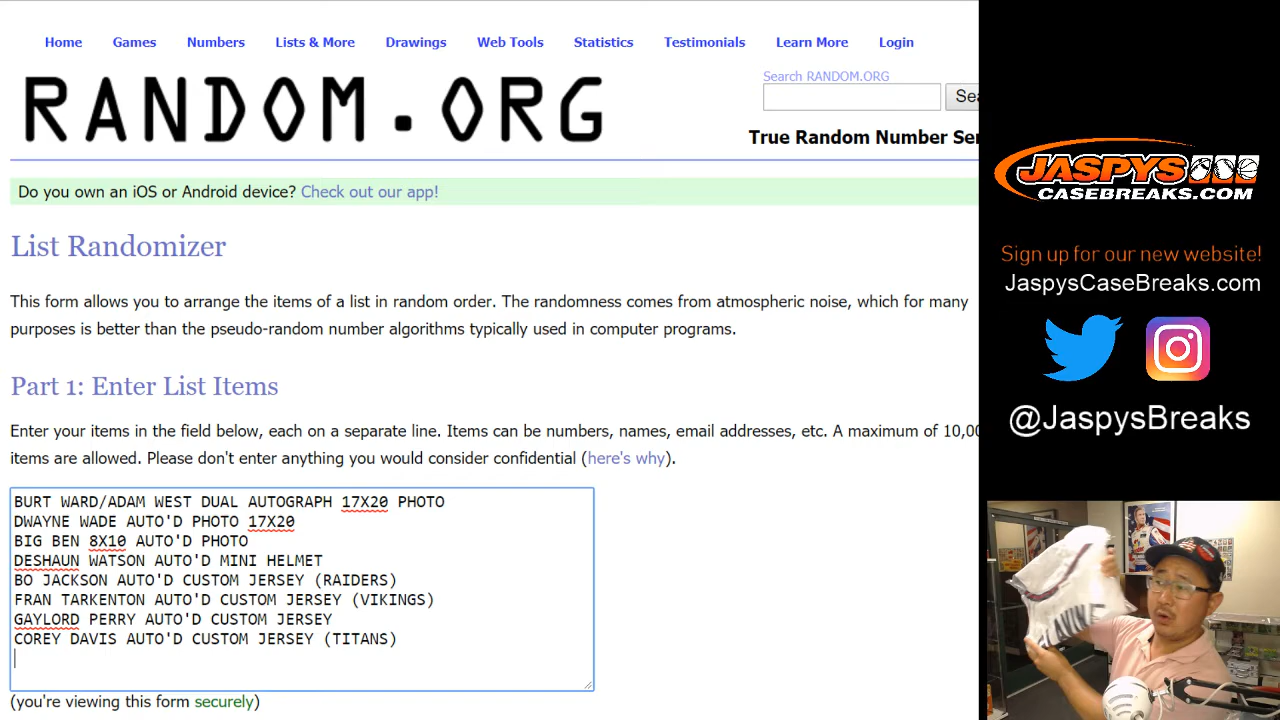 Home Games Numbers Lists & More Drawings Web Tools Statistics Testimonials Learn More Login
RANDOM.ORG
Search RANDOM.ORG
True Random Number Ser
Do you own an iOS or Android device? Check out our app!
List Randomizer
This form allows you to arrange the items of a list in random order. The randomness comes from atmospheric noise, which for many
purposes is better than the pseudo-random number algorithms typically used in computer programs.
Part 1: Enter List Items
Enter your items in the field below, each on a separate line. Items can be numbers, names, email addresses, etc. A maximum of 10,00
items are allowed. Please don't enter anything you would consider confidential (here's why).
BURT WARD/ADAM WEST DUAL AUTOGRAPH 17X20 PHOTO
DWAYNE WADE AUTO'D PHOTO 17X20
BIG BEN 8X10 AUTO'D PHOTO
DESHAUN WATSON AUTO'D MINI HELMET
BO JACKSON AUTO'D CUSTOM JERSEY (RAIDERS)
FRAN TARKENTON AUTO'D CUSTOM JERSEY (VIKINGS)
GAYLORD PERRY AUTO'D CUSTOM JERSEY
COREY DAVIS AUTO'D CUSTOM JERSEY (TITANS)
(you're viewing this form securely)
JASPYS
CASEBREAKS.COM
Sign up for our new website!
JaspysCaseBreaks.com
@JaspysBreaks